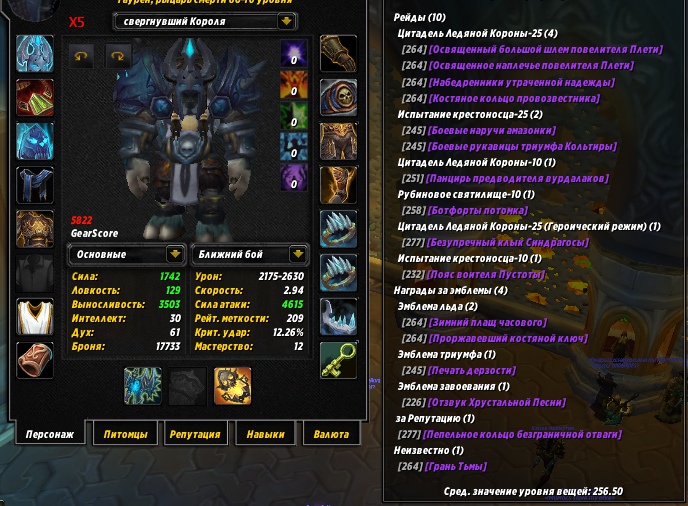 Таурен, рыцарь смерти 80-го уровня
X5
свергнувший Короля
0
0
0
0
0
5822
GearScore
Основные
Ближний бой
Сила: 1742
Ловкость: 129
Выносливость: 3503
Интеллект: 30
Дух: 61
Броня: 17733
Урон: 2175-2630
Скорость: 2.94
Сила атаки: 4615
Рейт. меткости: 209
Крит. удар: 12.26%
Мастерство: 12
Персонаж
Питомцы
Репутация
Навыки
Валюта
Рейды (10)
Цитадель Ледяной Короны-25 (4)
[264] [Освященный большой шлем повелителя Плети]
[264] [Освященное наплечье повелителя Плети]
[264] [Набедренники утраченной надежды]
[264] [Костяное кольцо провозвестника]
Испытание крестоносца-25 (2)
[245] [Боевые наручи амазонки]
[245] [Боевые рукавицы триумфа Кольтиры]
Цитадель Ледяной Короны-10 (1)
[251] [Панцирь предводителя вурдалаков]
Рубиновое святилище-10 (1)
[258] [Ботфорты потомка]
Цитадель Ледяной Короны-25 (Героический режим) (1)
[277] [Безупречный клык Синдрагосы]
Испытание крестоносца-10 (1)
[232] [Пояс воителя Пустоты]
Награды за эмблемы (4)
Эмблема льда (2)
[264] [Зимний плащ часового]
[264] [Проржавевший костяной ключ]
Эмблема триумфа (1)
[245] [Печать дерзости]
Эмблема завоевания (1)
[226] [Отзвук Хрустальной Песни]
за Репутацию (1)
[277] [Пепельное кольцо безграничной отваги]
Неизвестно (1)
[264] [Грань Тьмы]
Сред. значение уровня вещей: 256.50